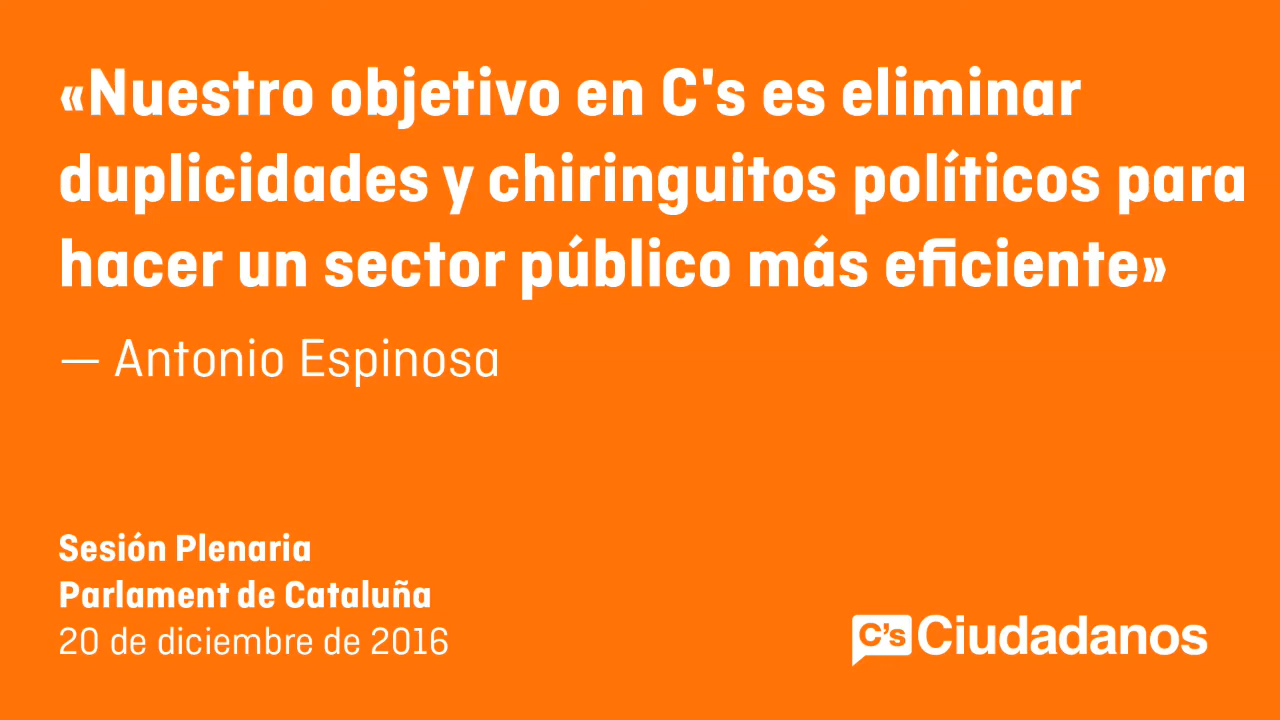 «Nuestro objetivo en C's es eliminar
duplicidades y chiringuitos políticos para
hacer un sector público más eficiente»
— Antonio Espinosa
Sesión Plenaria
Parlament de Cataluña
20 de diciembre de 2016
C's Ciudadanos